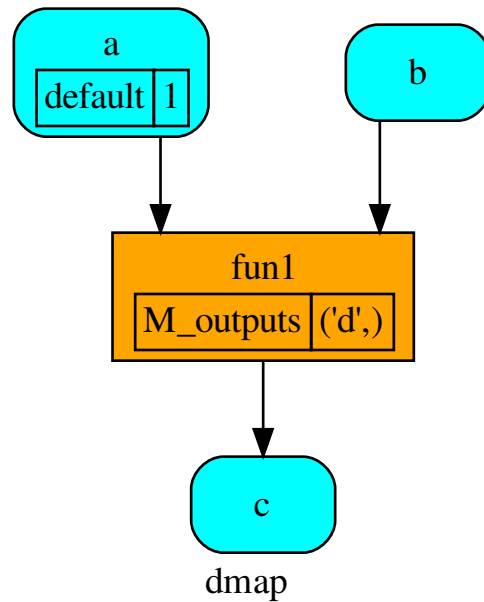 a
default 1
b
fun1
M_outputs ('d',)
c
dmap